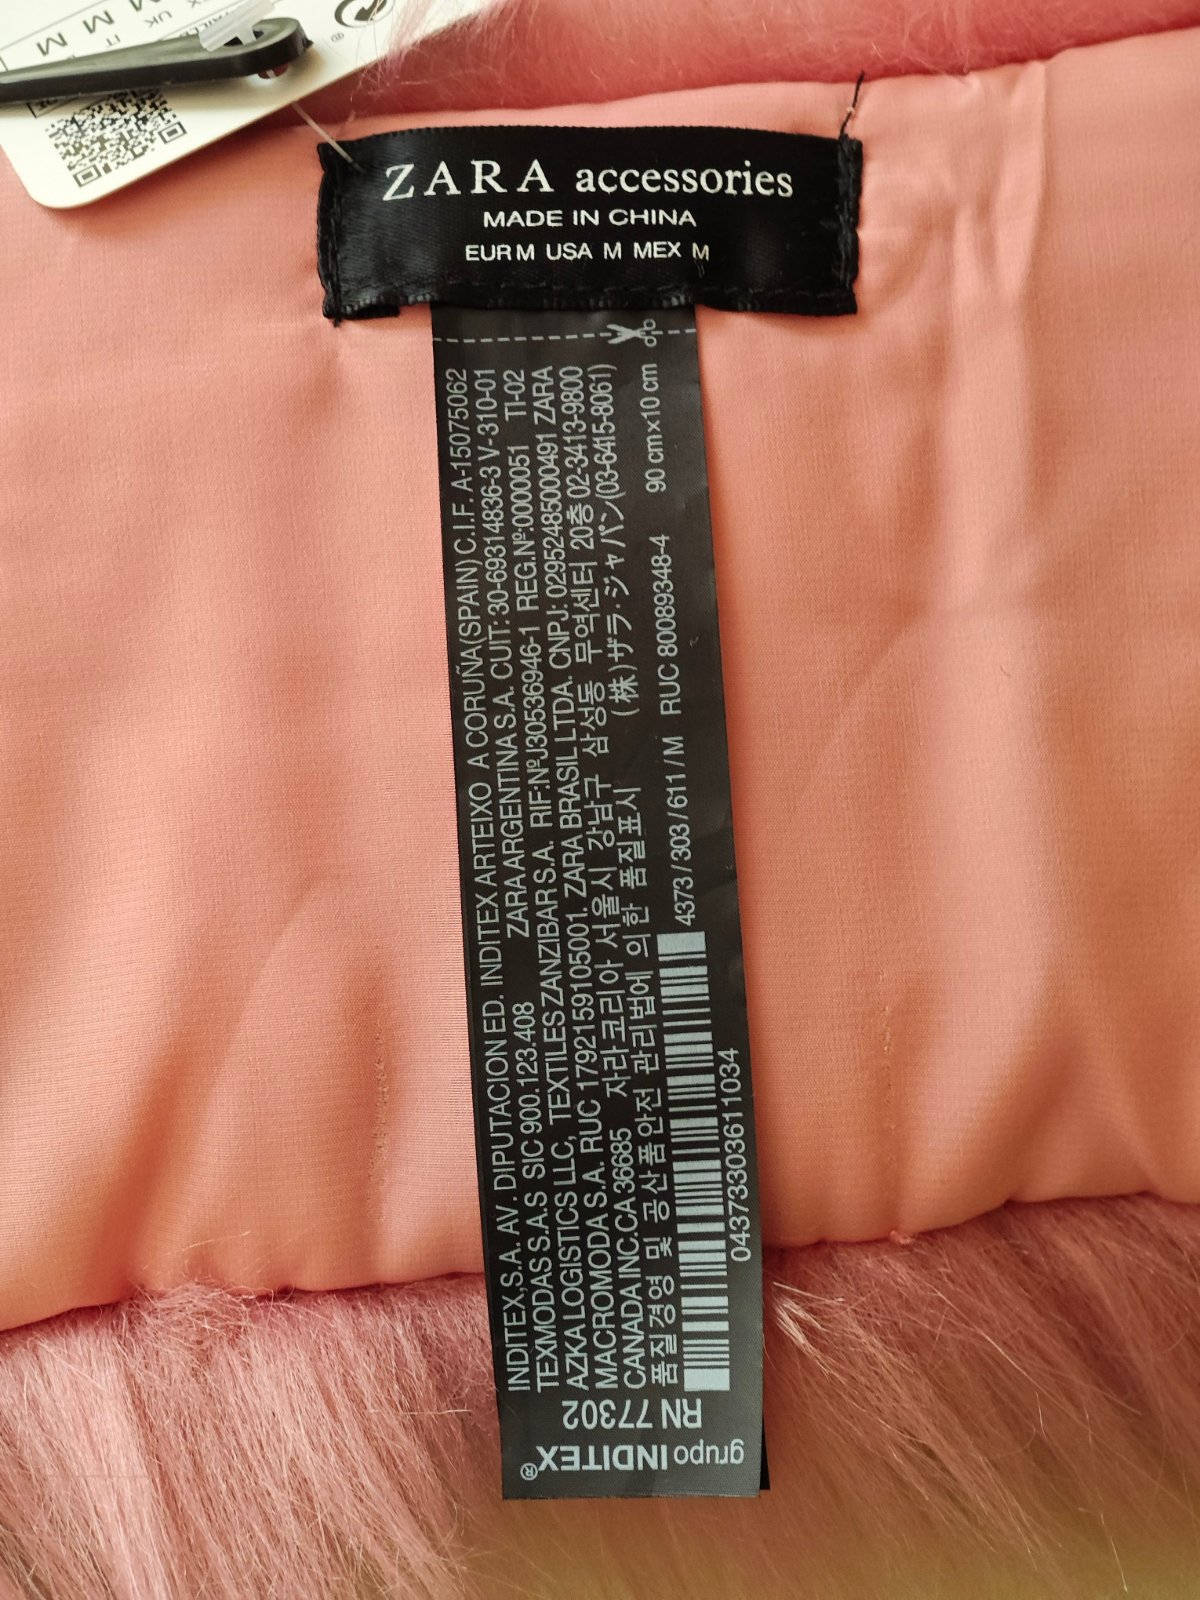 UK
IT
M
M
M
ZARA accessories
MADE IN CHINA
EUR M USA M MEX M
INDITEX,S.A. AV. DIPUTACION ED. INDITEX ARTEIXO A CORUÑA(SPAIN) C.I.F. A-15075062
TEXMODAS S.A.S SIC 900.123.408 ZARA ARGENTINA S.A. CUIT: 30-69314836-3 V-310-01
AZKA LOGISTICS LLC, TEXTILES ZANZIBAR S.A. RIF:NºJ30536946-1 REG.Nº:0000051 TI-02
MACROMODA S.A. RUC 1792159105001. ZARA BRASIL LTDA. CNPJ: 02952485000491 ZARA
CANADA INC.CA 36685 자라코리아 서울시 강남구 삼성동 무역센터 20층 02-3413-9800
품질경영 및 공산품안전 관리법에 의한 품질표시 (株)ザラ·ジャパン(03-6415-8061)
4373/303/611/M RUC 80089348-4 90 cm×10 cm
04373303611034
RN 77302
grupo INDITEX®